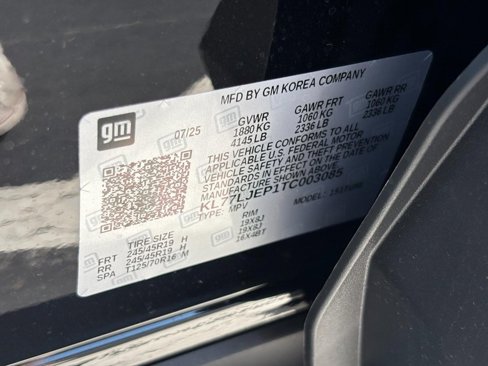 MFD BY GM KOREA COMPANY
gm
07/25
GVWR GAWR FRT GAWR RR
1880 KG 1060 KG 1060 KG
4145 LB 2336 LB 2336 LB
THIS VEHICLE CONFORMS TO ALL
APPLICABLE U.S. FEDERAL MOTOR
VEHICLE SAFETY AND THEFT PREVENTION
STANDARDS IN EFFECT ON THE DATE OF
MANUFACTURE SHOWN ABOVE.
KL77LJEP1TC003085
TYPE: MPV MODEL:
TIRE SIZE RIM
FRT 245/45R19 H 19X8J
RR 245/45R19 H 19X8J
SPA T125/70R16 M 16X4BT